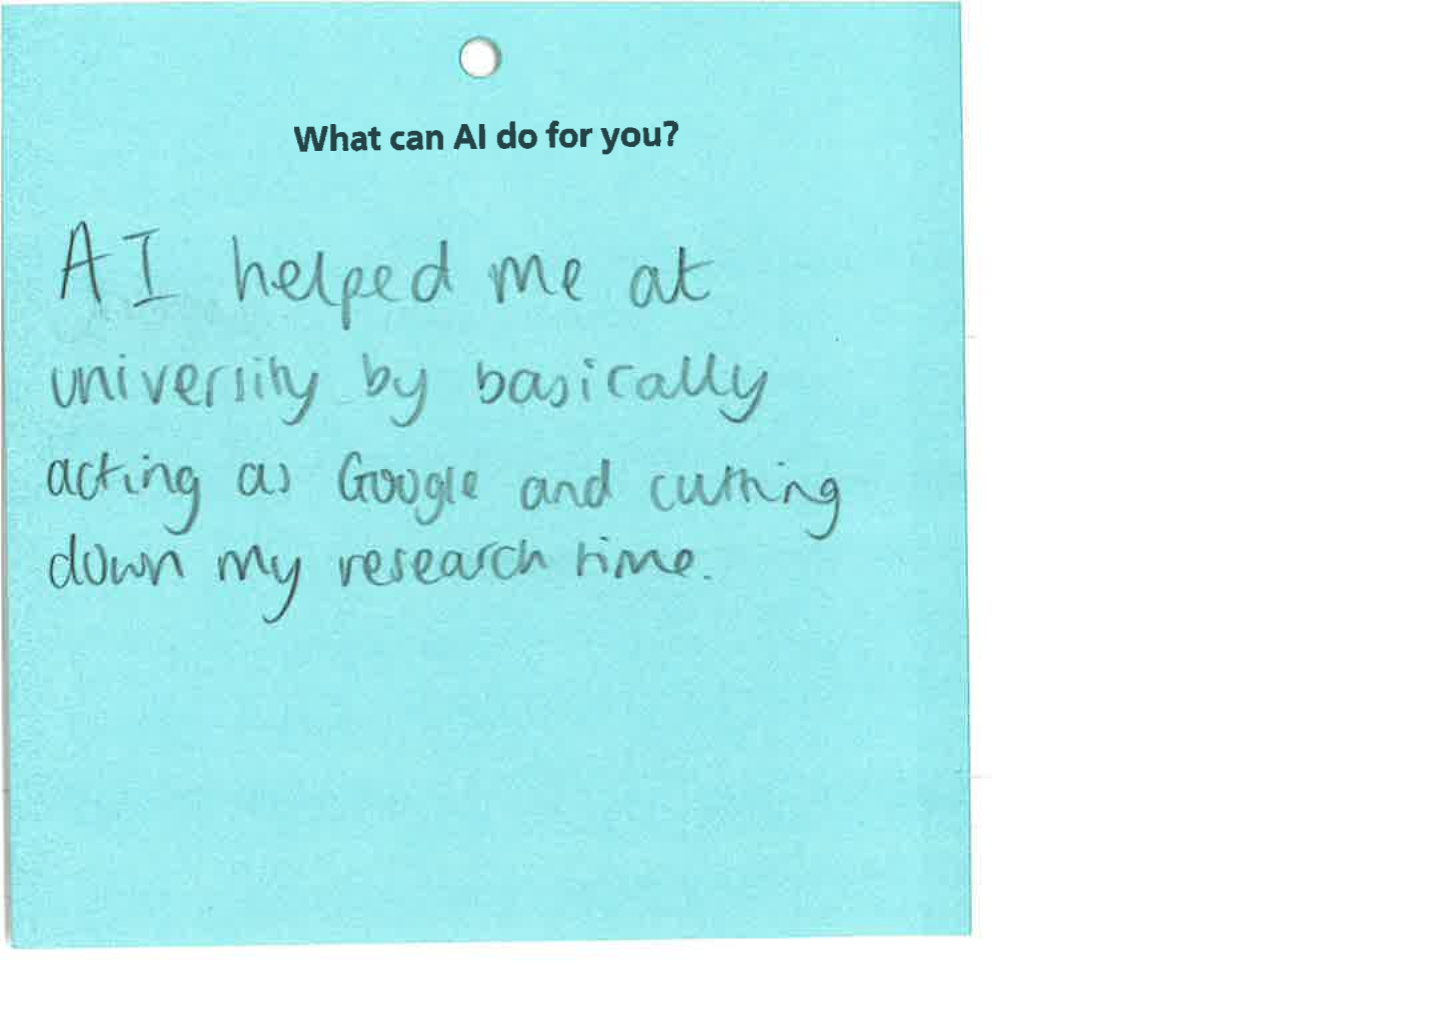 What can AI do for you?
AI helped me at
university by basically
acting as Google and cutting
down my research time.